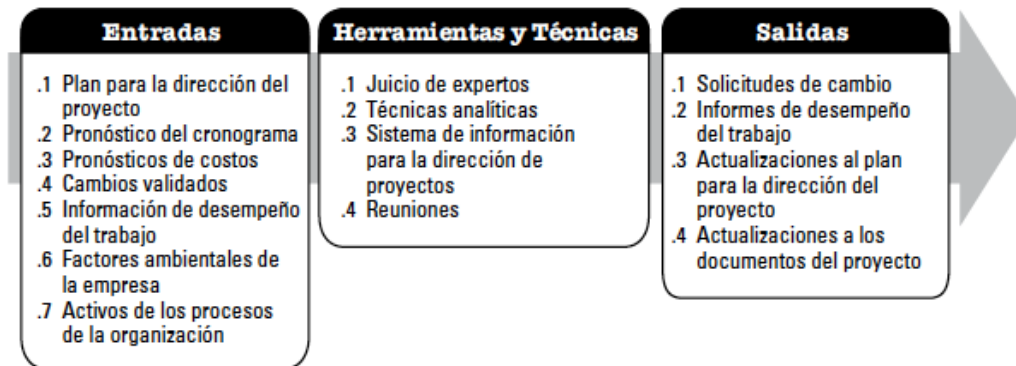 Entradas
.1 Plan para la dirección del
proyecto
.2 Pronóstico del cronograma
.3 Pronósticos de costos
.4 Cambios validados
.5 Información de desempeño
del trabajo
.6 Factores ambientales de
la empresa
.7 Activos de los procesos
de la organización
Herramientas y Técnicas
.1 Juicio de expertos
.2 Técnicas analíticas
.3 Sistema de información
para la dirección de
proyectos
.4 Reuniones
Salidas
.1 Solicitudes de cambio
.2 Informes de desempeño
del trabajo
.3 Actualizaciones al plan
para la dirección del
proyecto
.4 Actualizaciones a los
documentos del proyecto